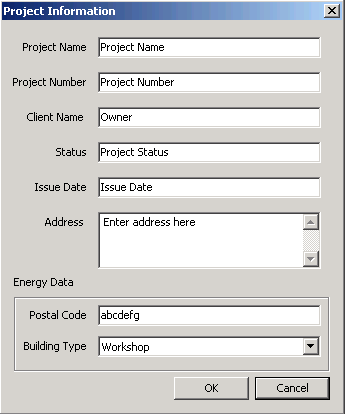 Project Information
Project Name Project Name
Project Number Project Number
Client Name Owner
Status Project Status
Issue Date Issue Date
Address Enter address here
Energy Data
Postal Code abcdefg
Building Type Workshop
OK Cancel